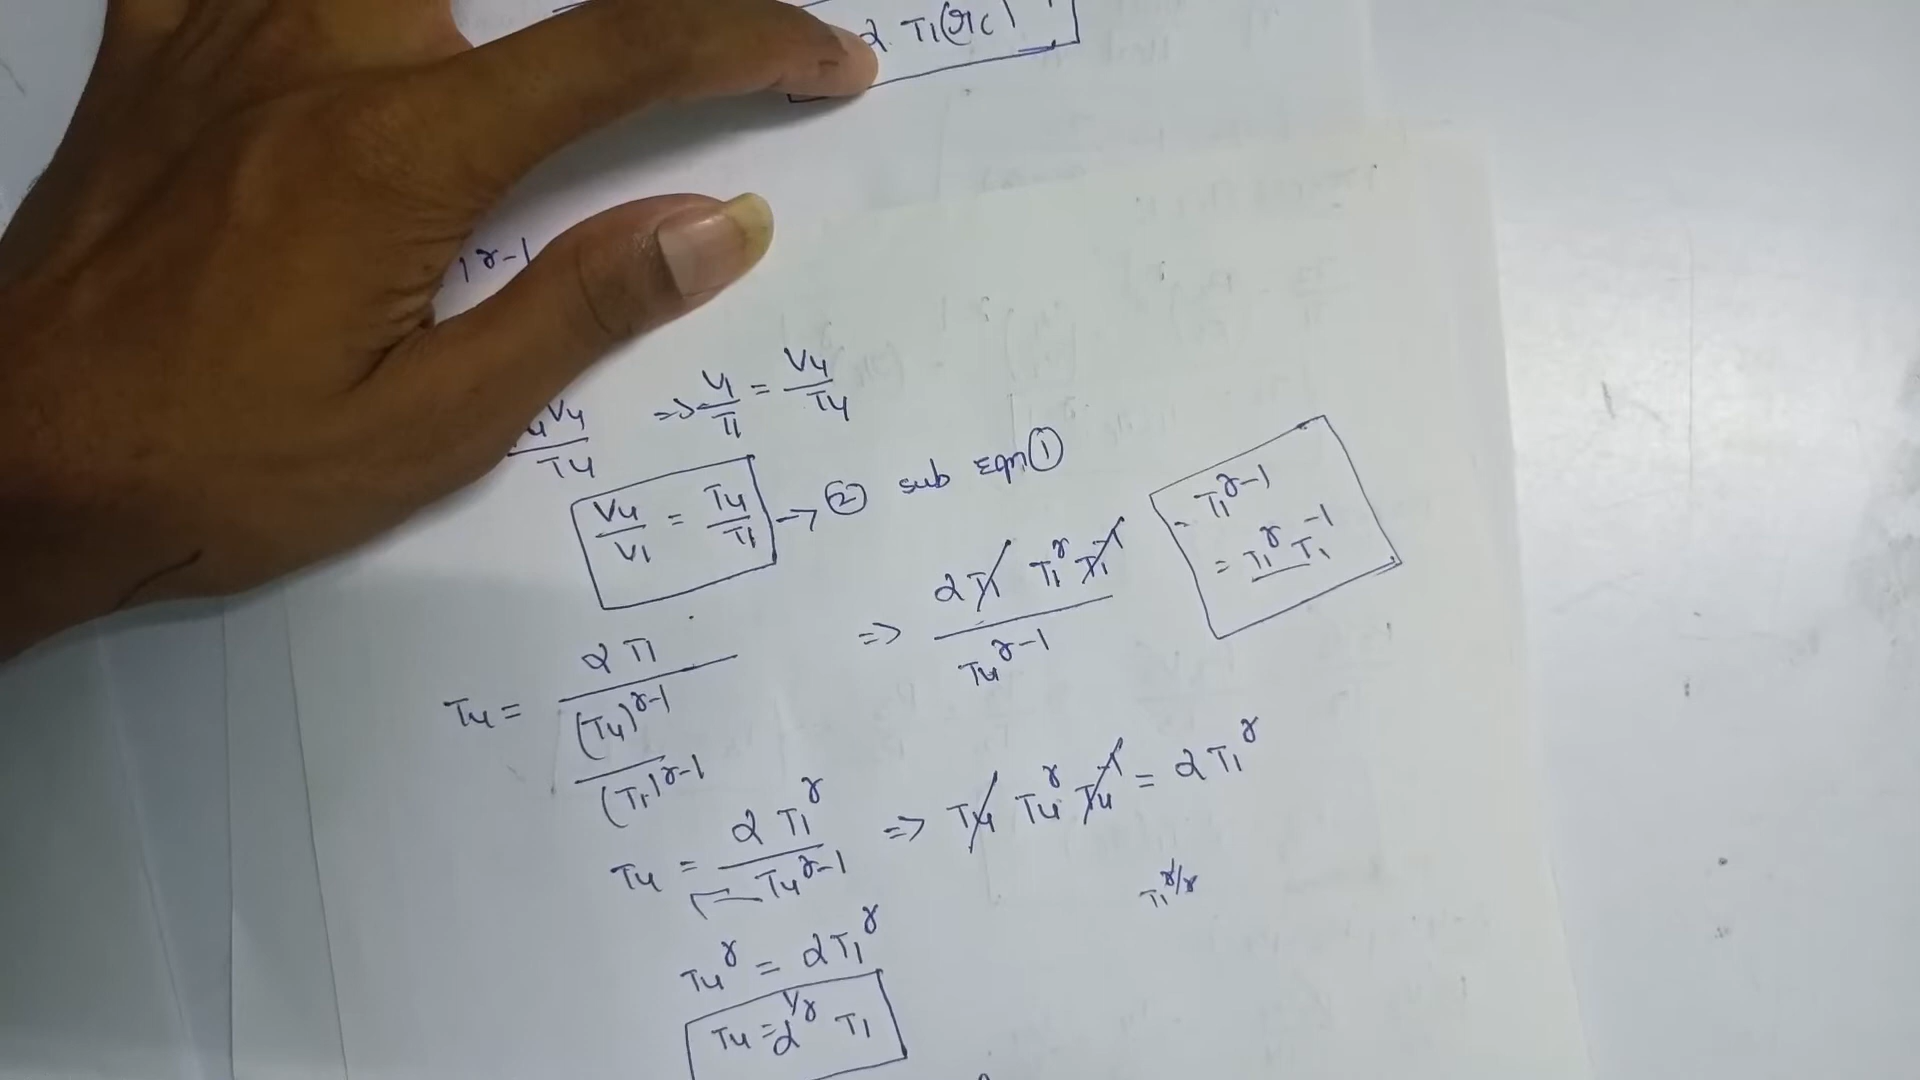 α T₁(r꜀)
)^γ-1
V₄/T₄ => V₁/T₁ = V₄/T₄
V₄/V₁ = T₄/T₁ → ② sub Eqn ①
T₄ = α T₁ / ((T₄)^γ-1 / (T₁)^γ-1) => α T₁ T₁^γ T₁^-1 / T₄^γ-1
= T₁^γ-1
= T₁^γ T₁^-1
T₄ = α T₁^γ / T₄^γ-1 => T₄ T₄^γ T₄^-1 = α T₁^γ
T₁^γ/γ
T₄^γ = α T₁^γ
T₄ = α^1/γ T₁